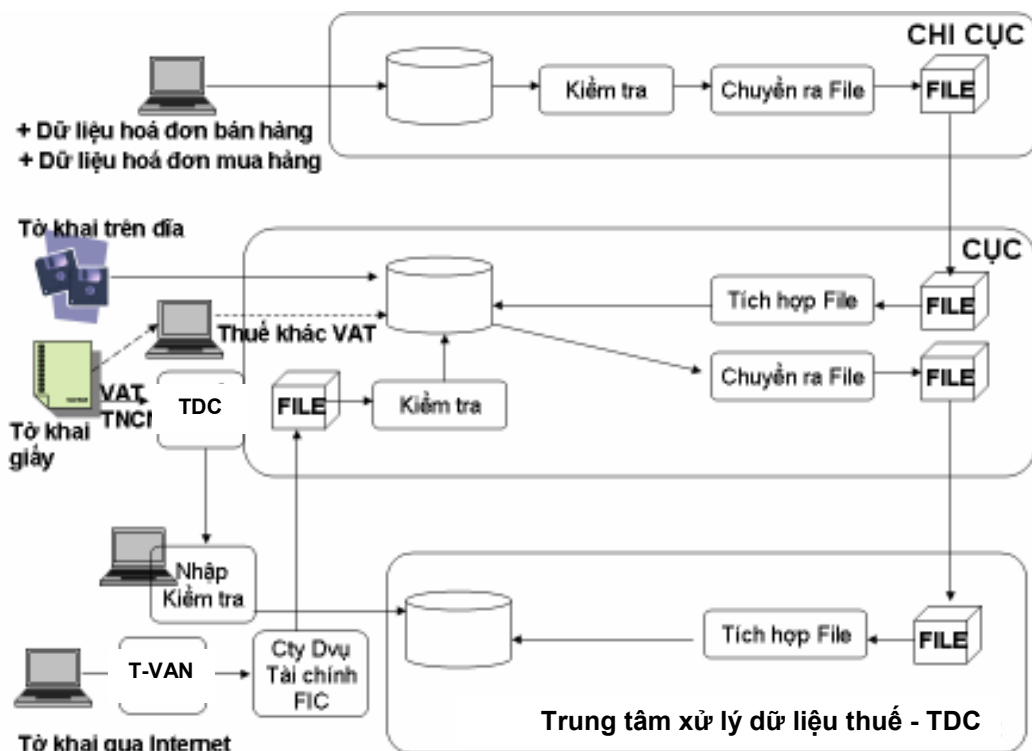 CHI CỤC
Kiểm tra
Chuyển ra File
FILE
+ Dữ liệu hoá đơn bán hàng
+ Dữ liệu hoá đơn mua hàng
Tờ khai trên đĩa
CỤC
Tích hợp File
FILE
Thuế khác VAT
Chuyển ra File
FILE
VAT
TNCN
TDC
FILE
Kiểm tra
Tờ khai
giấy
Nhập
Kiểm tra
T-VAN
Cty Dvụ
Tài chính
FIC
Tích hợp File
FILE
Trung tâm xử lý dữ liệu thuế - TDC
Tờ khai qua Internet